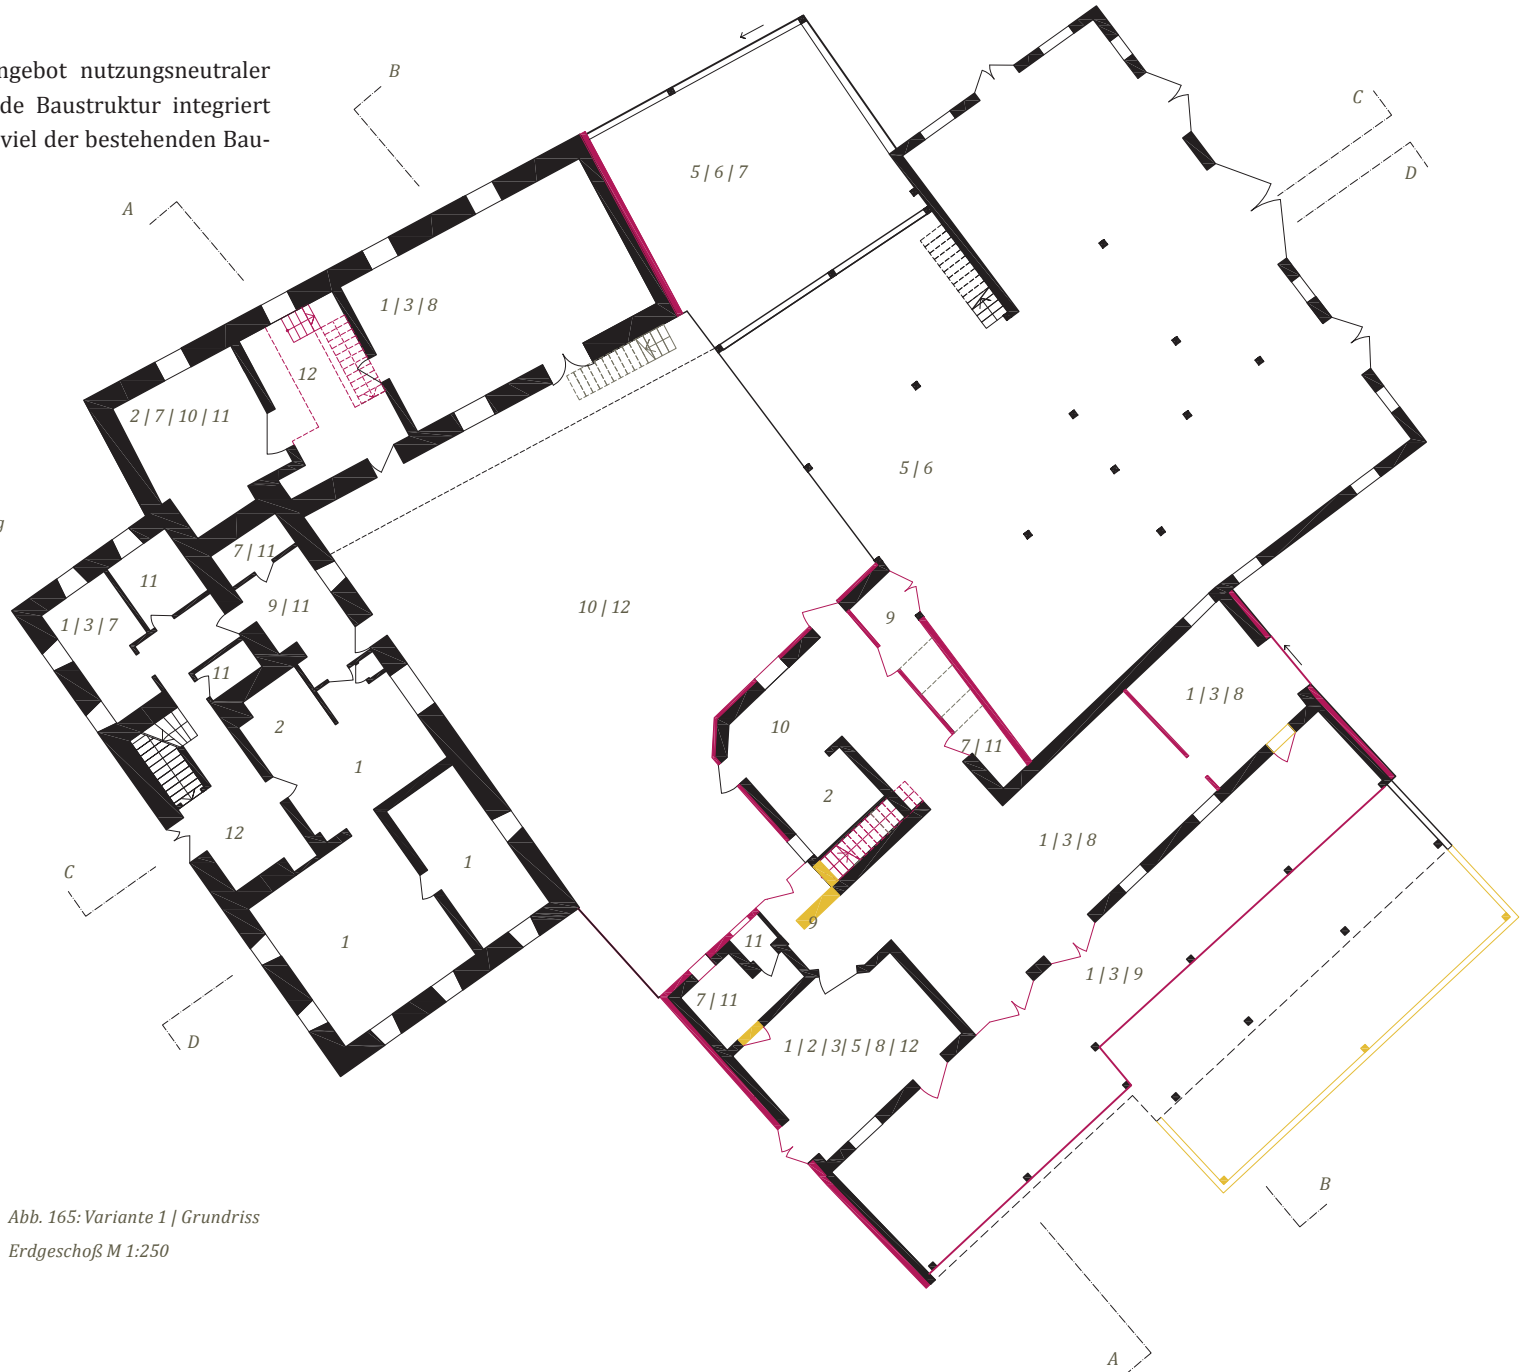 ngebot nutzungsneutraler
de Baustruktur integriert
viel der bestehenden Bau-
B
C
D
A
5 | 6 | 7
1 | 3 | 8
12
2 | 7 | 10 | 11
5 | 6
g
7 | 11
11
9 | 11
10 | 12
1 | 3 | 7
9
11
1 | 3 | 8
2
10
7 | 11
1
2
12
1 | 3 | 8
1
C
9
1
11
1 | 3 | 9
7 | 11
D
1 | 2 | 3| 5 | 8 | 12
B
Abb. 165: Variante 1 | Grundriss
Erdgeschoß M 1:250
A